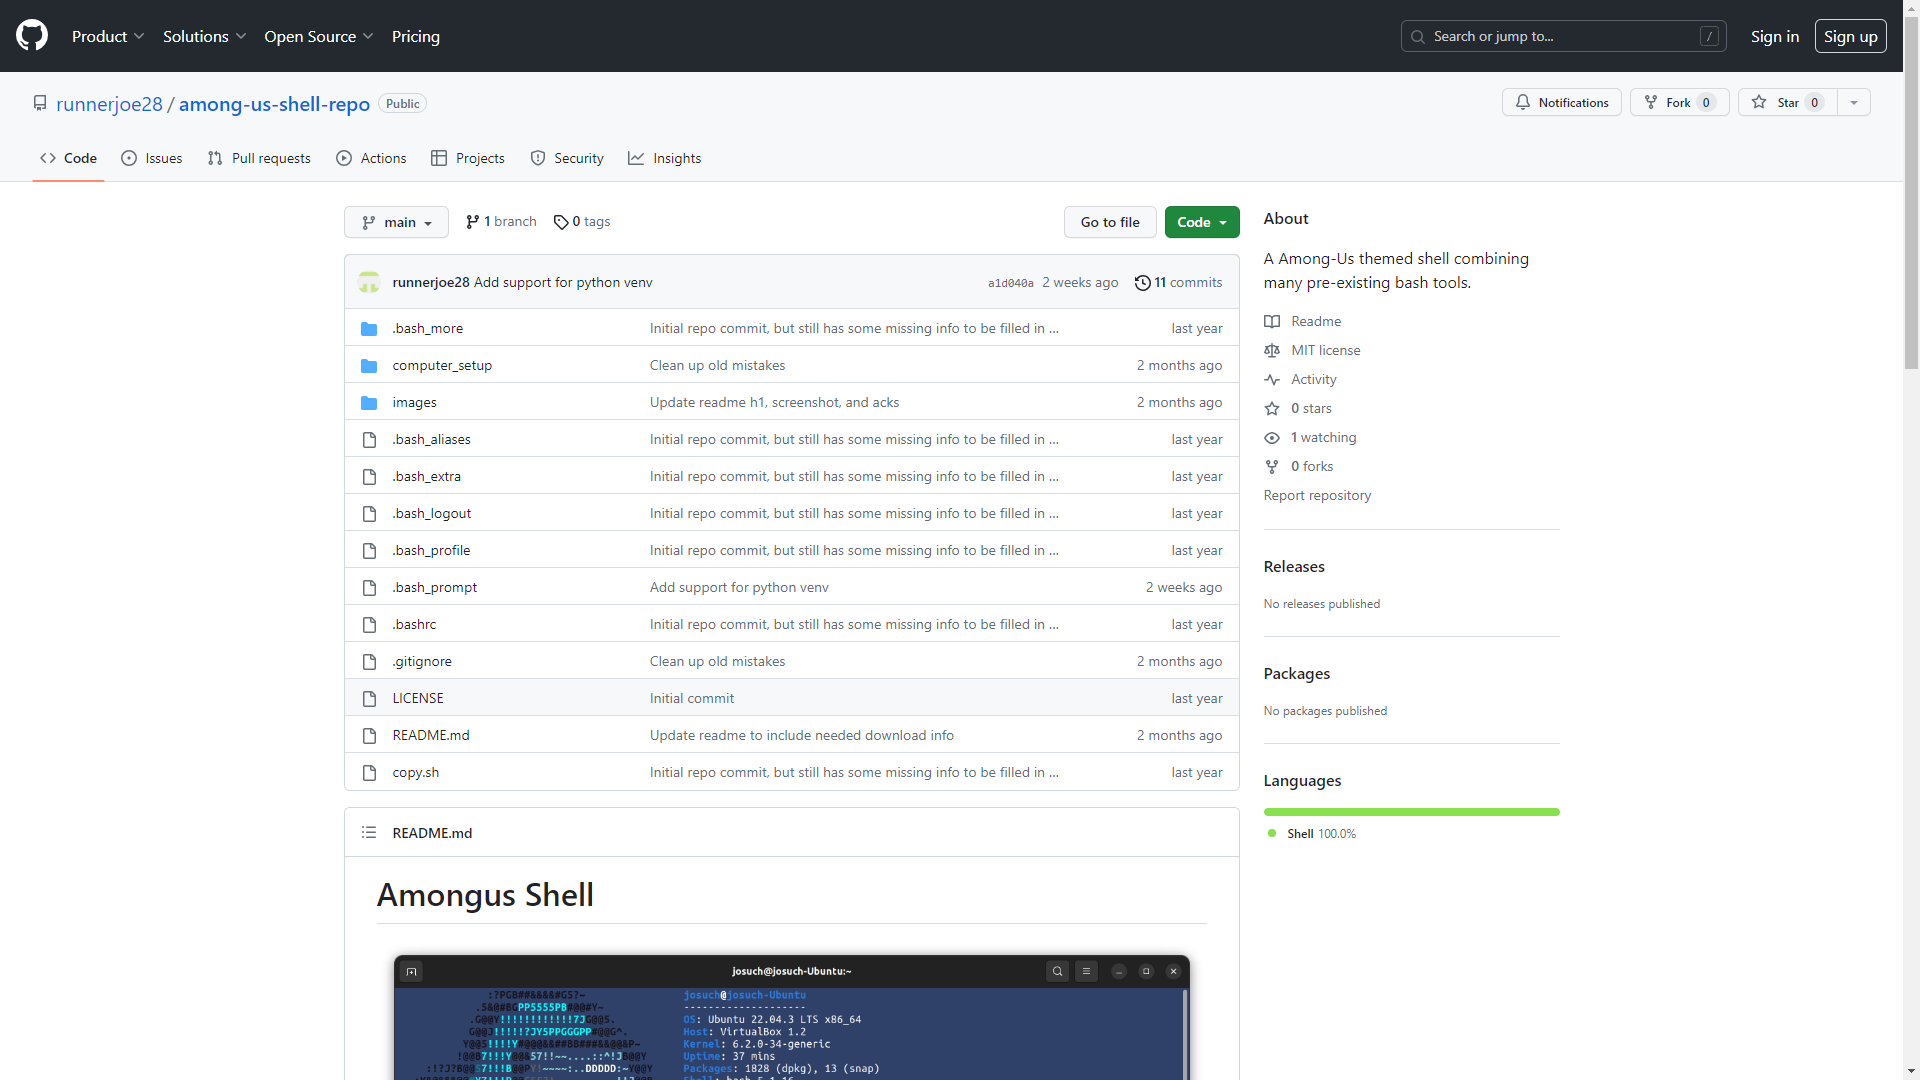 Product Solutions Open Source Pricing Search or jump to... / Sign in Sign up
runnerjoe28 / among-us-shell-repo Public Notifications Fork 0 Star 0
Code Issues Pull requests Actions Projects Security Insights
main 1 branch 0 tags Go to file Code
runnerjoe28 Add support for python venv a1d040a 2 weeks ago 11 commits
.bash_more Initial repo commit, but still has some missing info to be filled in ... last year
computer_setup Clean up old mistakes 2 months ago
images Update readme h1, screenshot, and acks 2 months ago
.bash_aliases Initial repo commit, but still has some missing info to be filled in ... last year
.bash_extra Initial repo commit, but still has some missing info to be filled in ... last year
.bash_logout Initial repo commit, but still has some missing info to be filled in ... last year
.bash_profile Initial repo commit, but still has some missing info to be filled in ... last year
.bash_prompt Add support for python venv 2 weeks ago
.bashrc Initial repo commit, but still has some missing info to be filled in ... last year
.gitignore Clean up old mistakes 2 months ago
LICENSE Initial commit last year
README.md Update readme to include needed download info 2 months ago
copy.sh Initial repo commit, but still has some missing info to be filled in ... last year
README.md
Amongus Shell
josuch@josuch-Ubuntu:~
josuch@josuch-Ubuntu
---------------------
OS: Ubuntu 22.04.3 LTS x86_64
Host: VirtualBox 1.2
Kernel: 6.2.0-34-generic
Uptime: 37 mins
Packages: 1828 (dpkg), 13 (snap)
About
A Among-Us themed shell combining
many pre-existing bash tools.
Readme
MIT license
Activity
0 stars
1 watching
0 forks
Report repository
Releases
No releases published
Packages
No packages published
Languages
Shell 100.0%